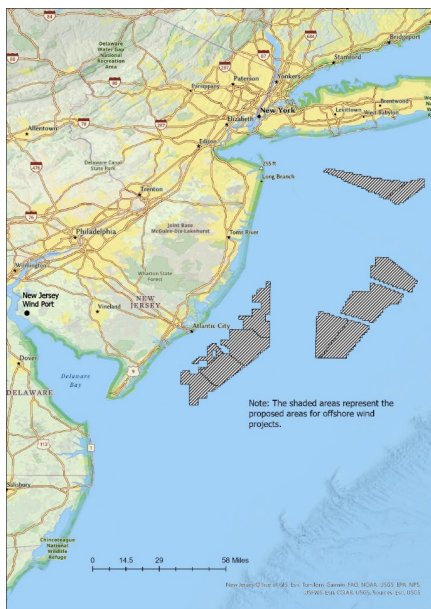 Delaware
Water Gap
National
Recreation
Area
Bridgeport
Stamford
Paterson
Yonkers
Parsippany
New York
Elizabeth
Levittown
Brentwood
West Babylon
Edison
Allentown
Delaware Canal
State Park
255 ft
Long Branch
Trenton
Joint Base
McGuire-Dix-Lakehurst
Philadelphia
Toms River
Wilmington
Wharton State
Forest
New Jersey
Wind Port
Vineland
NEW
JERSEY
Atlantic City
Dover
Delaware
Bay
DELAWARE
Note: The shaded areas represent the
proposed areas for offshore wind
projects.
Salisbury
Chincoteague
National
Wildlife
Refuge
0 14.5 29 58 Miles